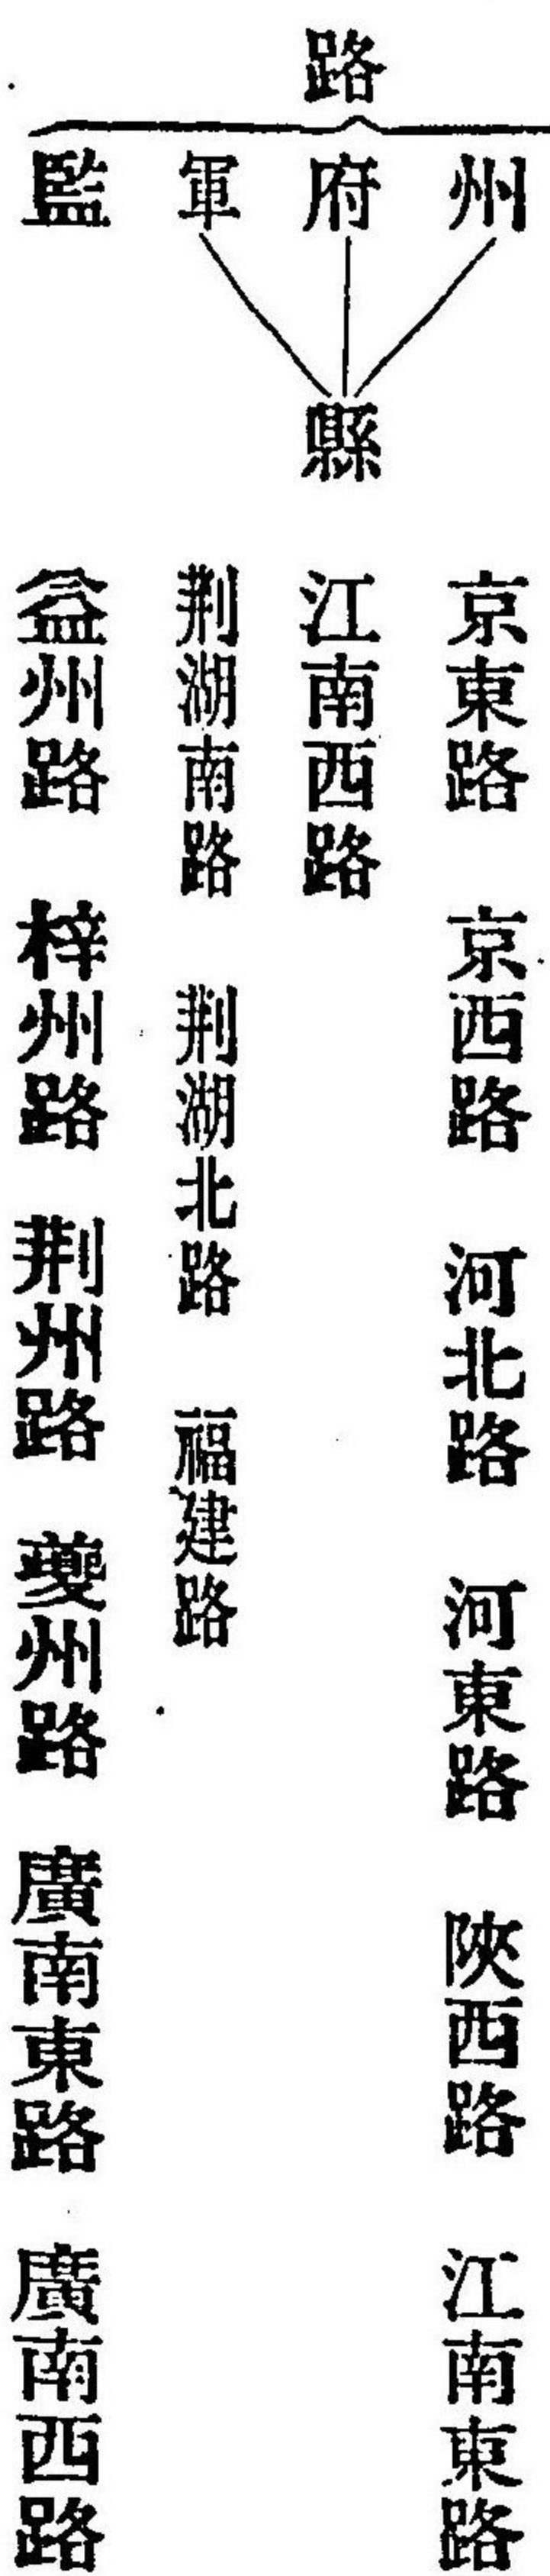 路
州 府 軍 監
縣
京東路 京西路 河北路 河東路 陝西路 江南東路
江南西路
荆湖南路 荆湖北路 福建路
益州路 梓州路 荆州路 夔州路 廣南東路 廣南西路